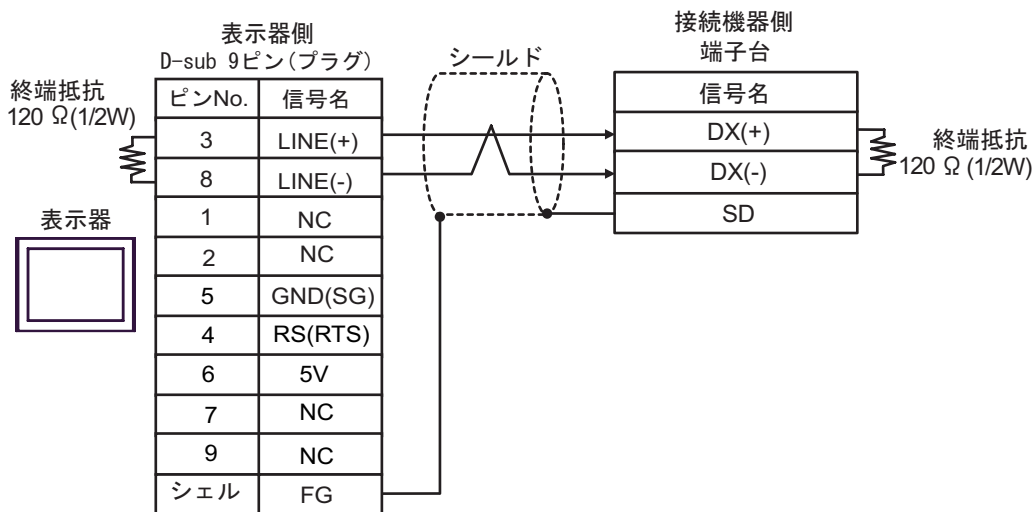 表示器側
D-sub 9ピン(プラグ)
シールド
接続機器側
端子台
終端抵抗
120 Ω(1/2W)
ピンNo. 信号名
3 LINE(+)
8 LINE(-)
1 NC
2 NC
5 GND(SG)
4 RS(RTS)
6 5V
7 NC
9 NC
シェル FG
表示器
信号名
DX(+)
DX(-)
SD
終端抵抗
120 Ω (1/2W)